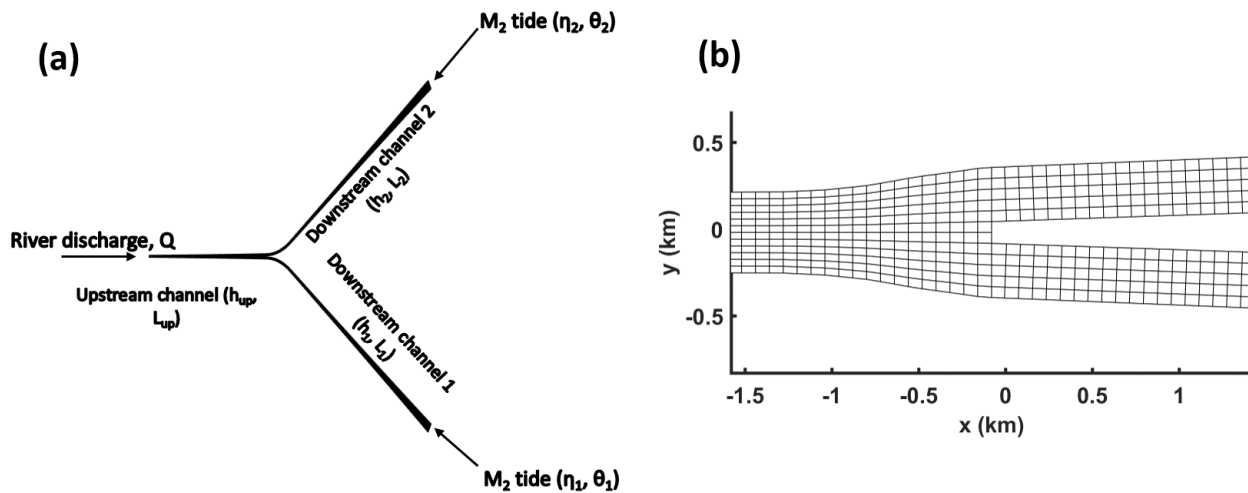 (a)
M₂ tide (η₂, θ₂)
Downstream channel 2
(h₂, L₂)
River discharge, Q
Upstream channel (hᵤₚ,
Lᵤₚ)
Downstream channel 1
(h₁, L₁)
M₂ tide (η₁, θ₁)
(b)
0.5
0
-0.5
y (km)
-1.5 -1 -0.5 0 0.5 1
x (km)